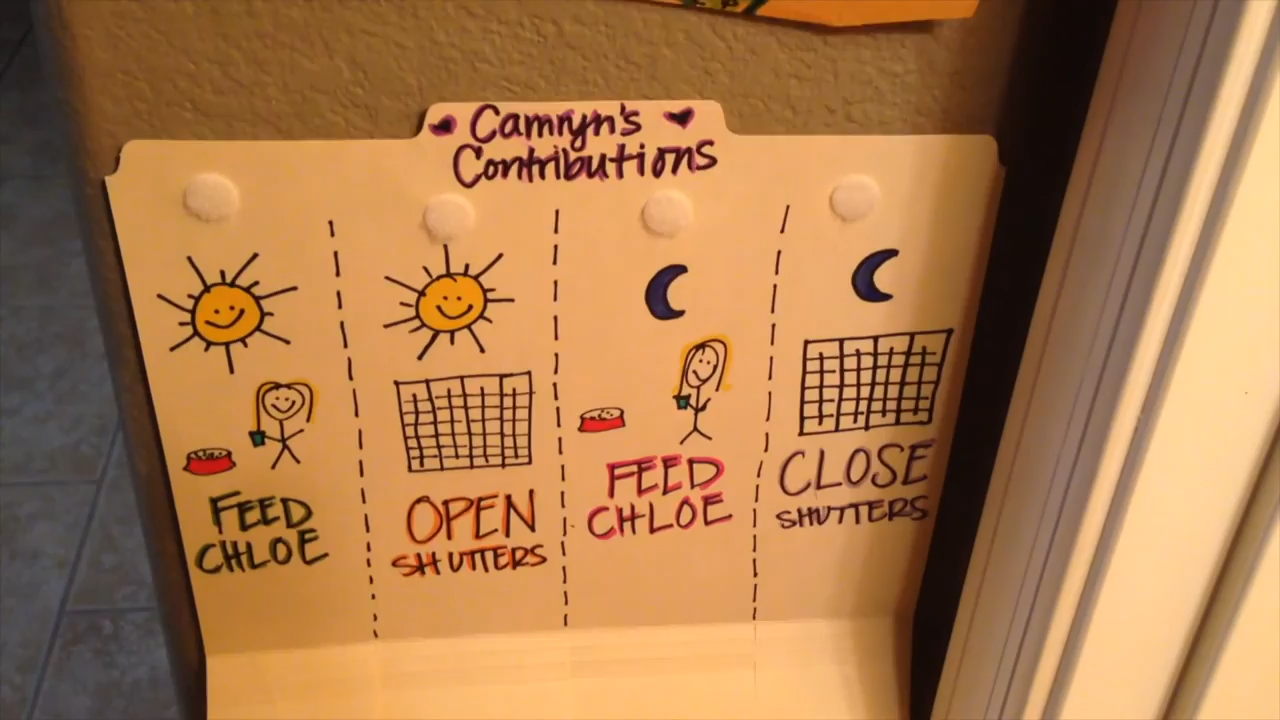 Camryn's
Contributions
FEED
CHLOE
OPEN
SHUTTERS
FEED
CHLOE
CLOSE
SHUTTERS